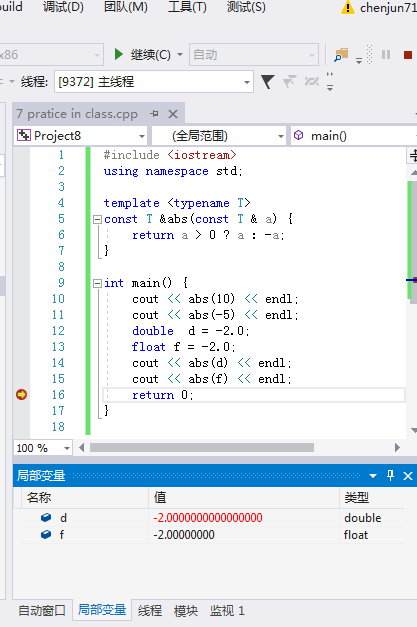 build 调试(D) 团队(M) 工具(T) 测试(S) chenjun71
x86 继续(C) 自动
线程: [9372] 主线程
7 pratice in class.cpp
Project8 (全局范围) main()
1 #include <iostream>
2 using namespace std;
3
4 template <typename T>
5 const T &abs(const T & a) {
6 return a > 0 ? a : -a;
7 }
8
9 int main() {
10 cout << abs(10) << endl;
11 cout << abs(-5) << endl;
12 double d = -2.0;
13 float f = -2.0;
14 cout << abs(d) << endl;
15 cout << abs(f) << endl;
16 return 0;
17 }
18
100 %
局部变量
名称 值 类型
d -2.0000000000000000 double
f -2.00000000 float
自动窗口 局部变量 线程 模块 监视 1